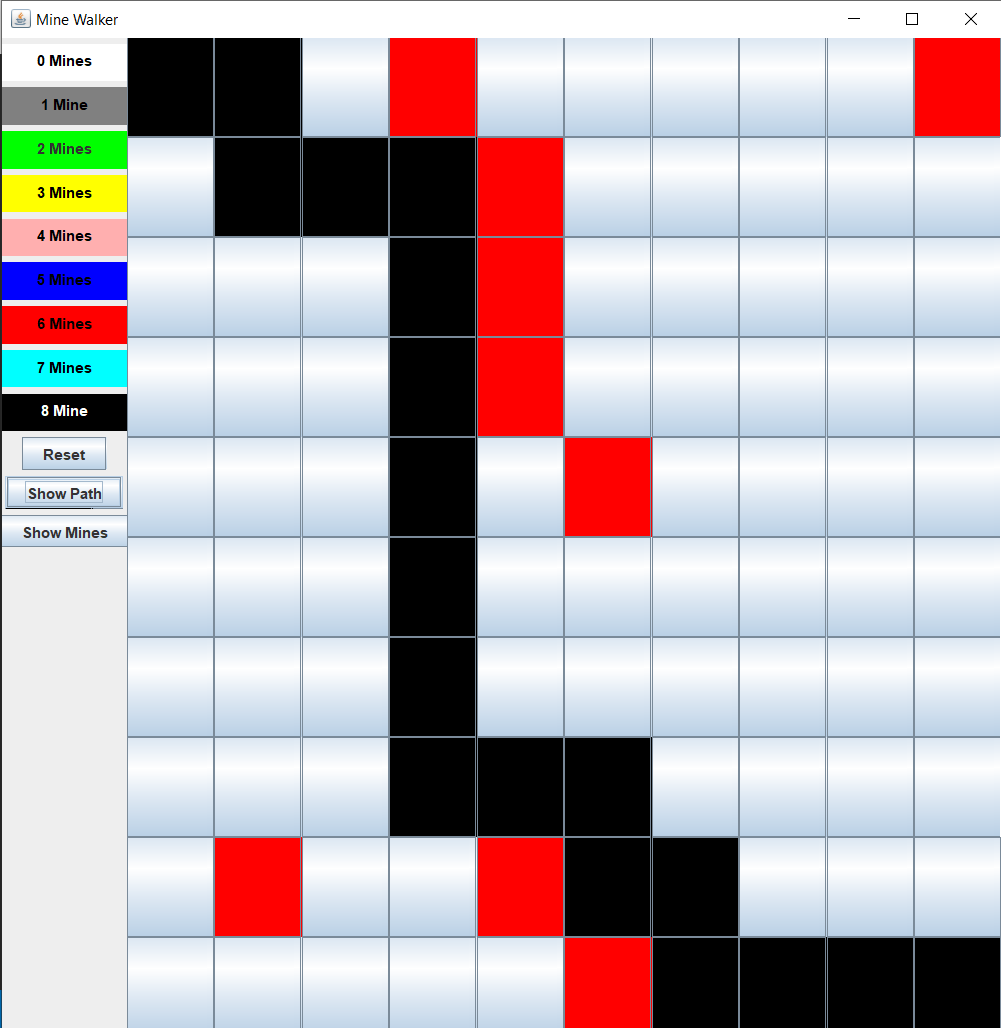 Mine Walker
0 Mines
1 Mine
2 Mines
3 Mines
4 Mines
5 Mines
6 Mines
7 Mines
8 Mine
Reset
Show Path
Show Mines